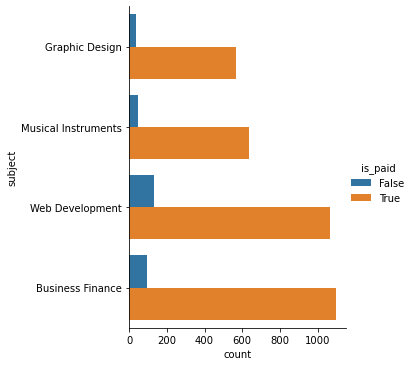 Graphic Design
Musical Instruments
Web Development
Business Finance
subject
0 200 400 600 800 1000
count
is_paid
False
True